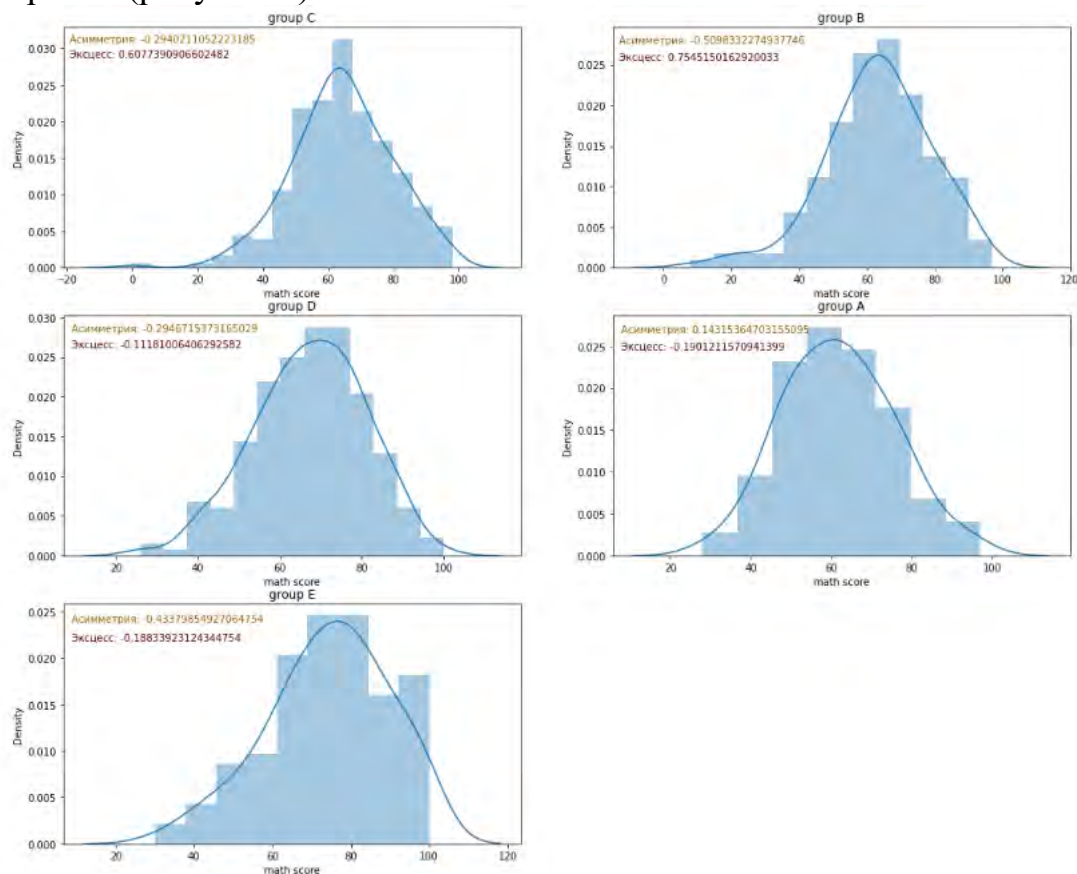 group C
Асимметрия: -0.2940211052223185
Эксцесс: 0.6077390906602482
0.030
0.025
0.020
0.015
0.010
0.005
0.000
Density
-20 0 20 40 60 80 100
math score
group B
Асимметрия: -0.5098332274937746
Эксцесс: 0.7545150162920033
0.025
0.020
0.015
0.010
0.005
0.000
Density
0 20 40 60 80 100 120
math score
group D
Асимметрия: -0.2946715373165029
Эксцесс: -0.11181006406292582
0.030
0.025
0.020
0.015
0.010
0.005
0.000
Density
20 40 60 80 100
math score
group A
Асимметрия: 0.14315364703155095
Эксцесс: -0.1901211570941399
0.025
0.020
0.015
0.010
0.005
0.000
Density
20 40 60 80 100
math score
group E
Асимметрия: -0.43379854927064754
Эксцесс: -0.18833923124344754
0.025
0.020
0.015
0.010
0.005
0.000
Density
20 40 60 80 100 120
math score